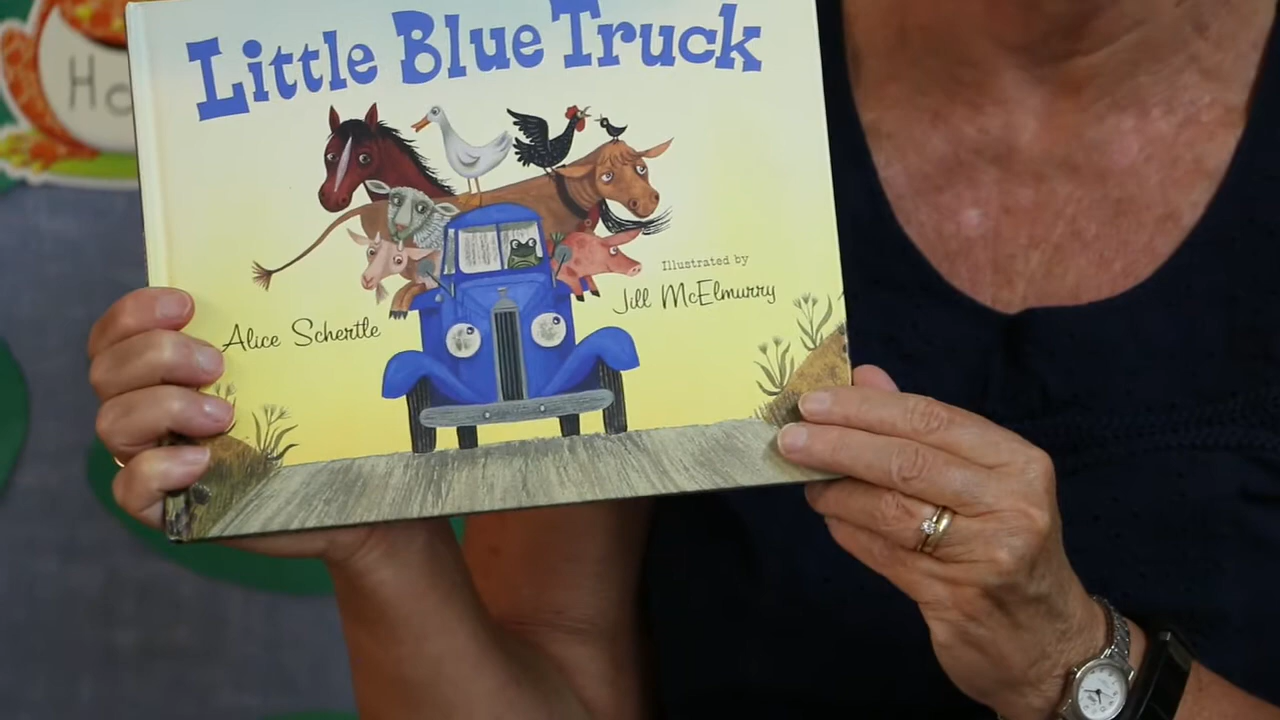 Little Blue Truck
Illustrated by
Jill McElmurry
Alice Schertle